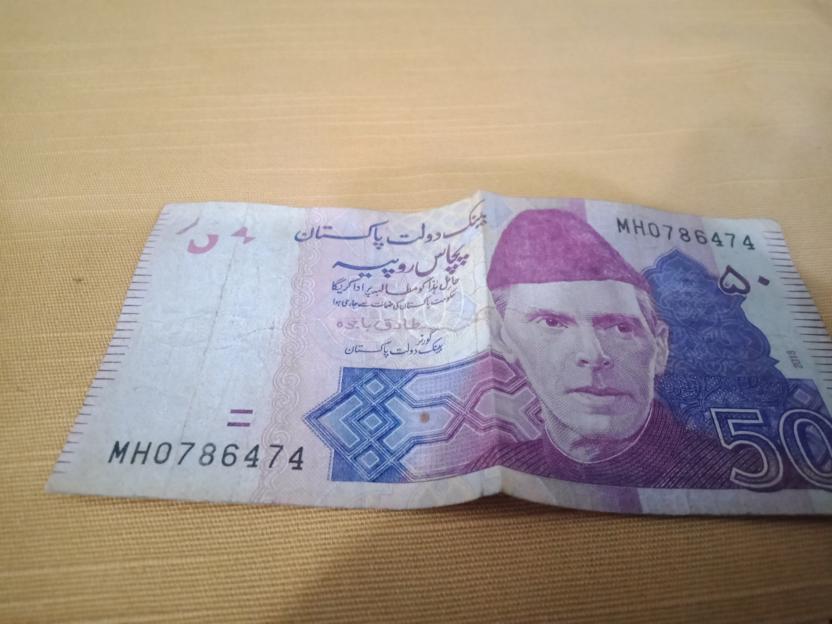 MH0786474
بینک دولت پاکستان
پچاس روپیہ
۵۰
حامل ہٰذا کو مطالبہ پر ادا کریگا
حکومت پاکستان کی ضمانت سے جاری ہوا
طارق باجوہ
گورنر
بینک دولت پاکستان
2018
50
MH0786474